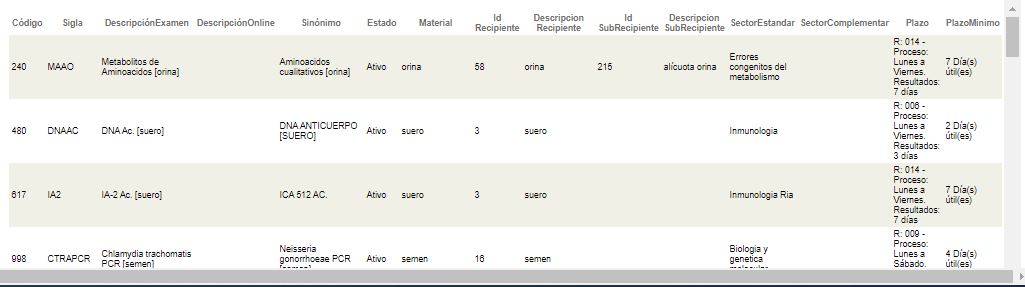 Código Sigla DescripciónExamen DescripciónOnline Sinónimo Estado Material Id Recipiente Descripcion Recipiente Id SubRecipiente Descripcion SubRecipiente SectorEstandar SectorComplementar Plazo PlazoMinimo
240 MAAO Metabolitos de Aminoacidos [orina] Aminoacidos cualitativos [orina] Ativo orina 58 orina 215 alícuota orina Errores congenitos del metabolismo R: 014 - Proceso: Lunes a Viernes. Resultados: 7 días 7 Día(s) útil(es)
480 DNAAC DNA Ac. [suero] DNA ANTICUERPO [SUERO] Ativo suero 3 suero Inmunologia R: 006 - Proceso: Lunes a Viernes. Resultados: 3 días 2 Día(s) útil(es)
617 IA2 IA-2 Ac. [suero] ICA 512 AC. Ativo suero 3 suero Inmunologia Ria R: 014 - Proceso: Lunes a Viernes. Resultados: 7 días 7 Día(s) útil(es)
998 CTRAPCR Chlamydia trachomatis PCR [semen] Neisseria gonorrhoeae PCR [semen] Ativo semen 16 semen Biologia y genetica molecular R: 009 - Proceso: Lunes a Sábado. 4 Día(s) útil(es)